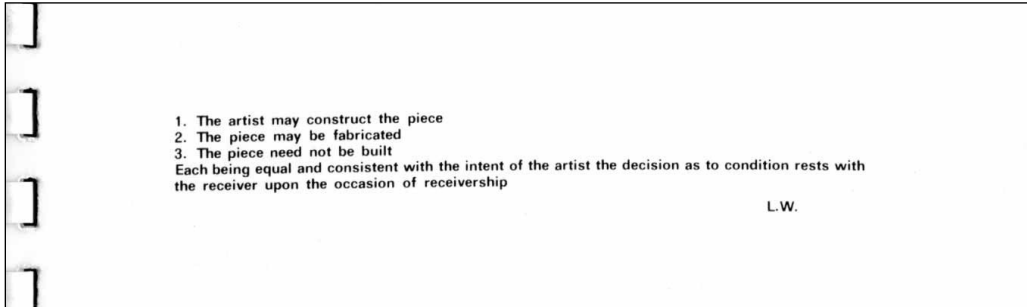 1. The artist may construct the piece
2. The piece may be fabricated
3. The piece need not be built
Each being equal and consistent with the intent of the artist the decision as to condition rests with
the receiver upon the occasion of receivership
L.W.